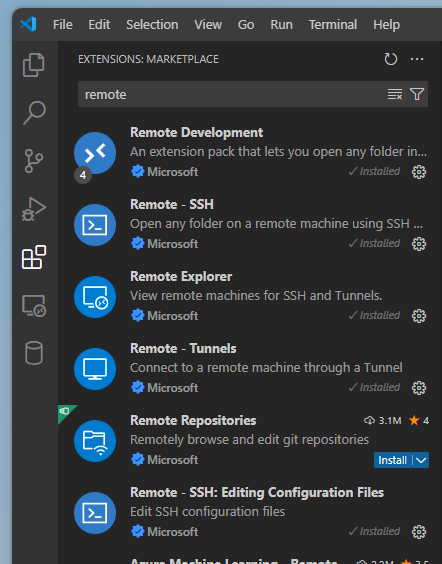 File Edit Selection View Go Run Terminal Help
EXTENSIONS: MARKETPLACE
remote
Remote Development
An extension pack that lets you open any folder in...
4
Microsoft
✓ Installed
Remote - SSH
Open any folder on a remote machine using SSH ...
Microsoft
✓ Installed
Remote Explorer
View remote machines for SSH and Tunnels.
Microsoft
✓ Installed
Remote - Tunnels
Connect to a remote machine through a Tunnel
Microsoft
✓ Installed
Remote Repositories 3.1M ★ 4
Remotely browse and edit git repositories
Microsoft
Install
Remote - SSH: Editing Configuration Files
Edit SSH configuration files
Microsoft
✓ Installed
Azure Machine Learning - Remote